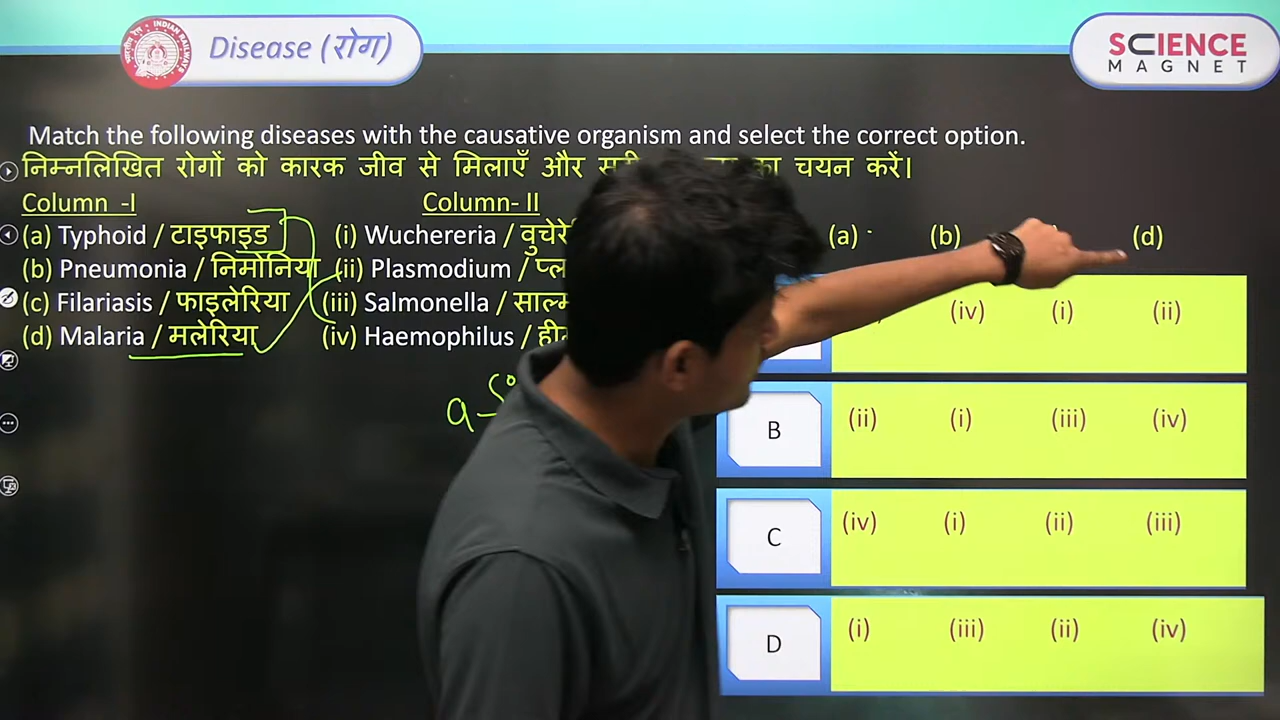 Disease (रोग)
SCIENCE
MAGNET
INDIAN RAILWAYS
Match the following diseases with the causative organism and select the correct option.
निम्नलिखित रोगों को कारक जीव से मिलाएँ और चयन करें।
Column -I Column- II
(a) Typhoid / टाइफाइड (i) Wuchereria / (a) (b) (d)
(b) Pneumonia / निमोनिया (ii) Plasmodium /
(c) Filariasis / फाइलेरिया (iii) Salmonella /
(d) Malaria / मलेरिया (iv) Haemophilus /
(iv) (i) (ii)
a
B (ii) (i) (iii) (iv)
C (iv) (i) (ii) (iii)
D (i) (iii) (ii) (iv)